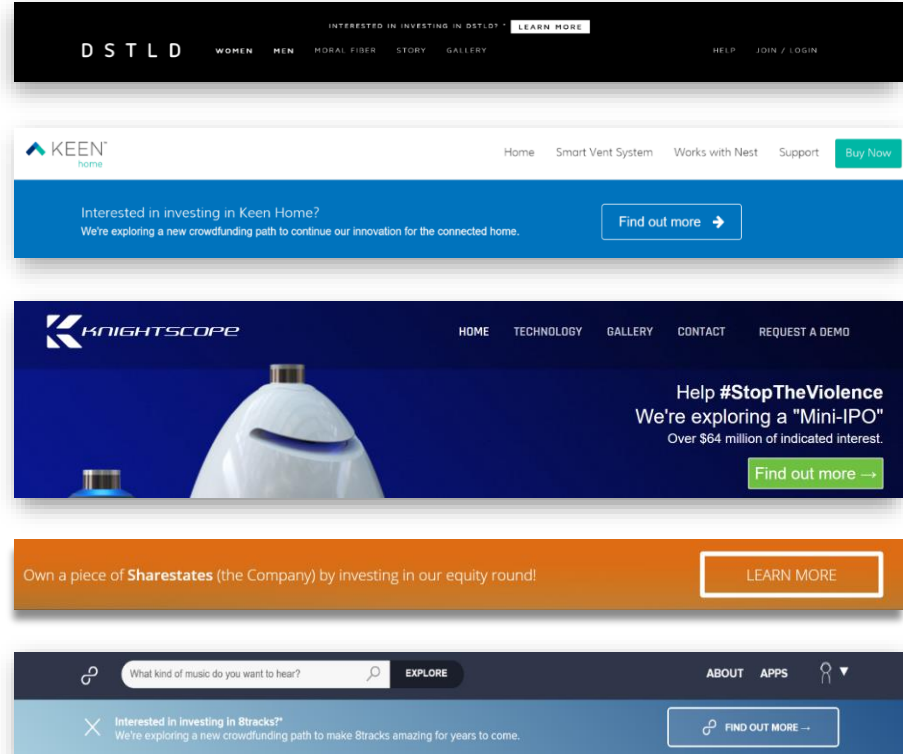 INTERESTED IN INVESTING IN DSTLD? * LEARN MORE
DSTLD WOMEN MEN MORAL FIBER STORY GALLERY HELP JOIN / LOGIN
KEEN™ Home Smart Vent System Works with Nest Support Buy Now
home
Interested in investing in Keen Home?
We're exploring a new crowdfunding path to continue our innovation for the connected home.
Find out more →
KNIGHTSCOPE HOME TECHNOLOGY GALLERY CONTACT REQUEST A DEMO
Help #StopTheViolence
We're exploring a "Mini-IPO"
Over $64 million of indicated interest.
Find out more →
Own a piece of Sharestates (the Company) by investing in our equity round! LEARN MORE
What kind of music do you want to hear? EXPLORE ABOUT APPS
Interested in investing in 8tracks?*
We're exploring a new crowdfunding path to make 8tracks amazing for years to come.
FIND OUT MORE →